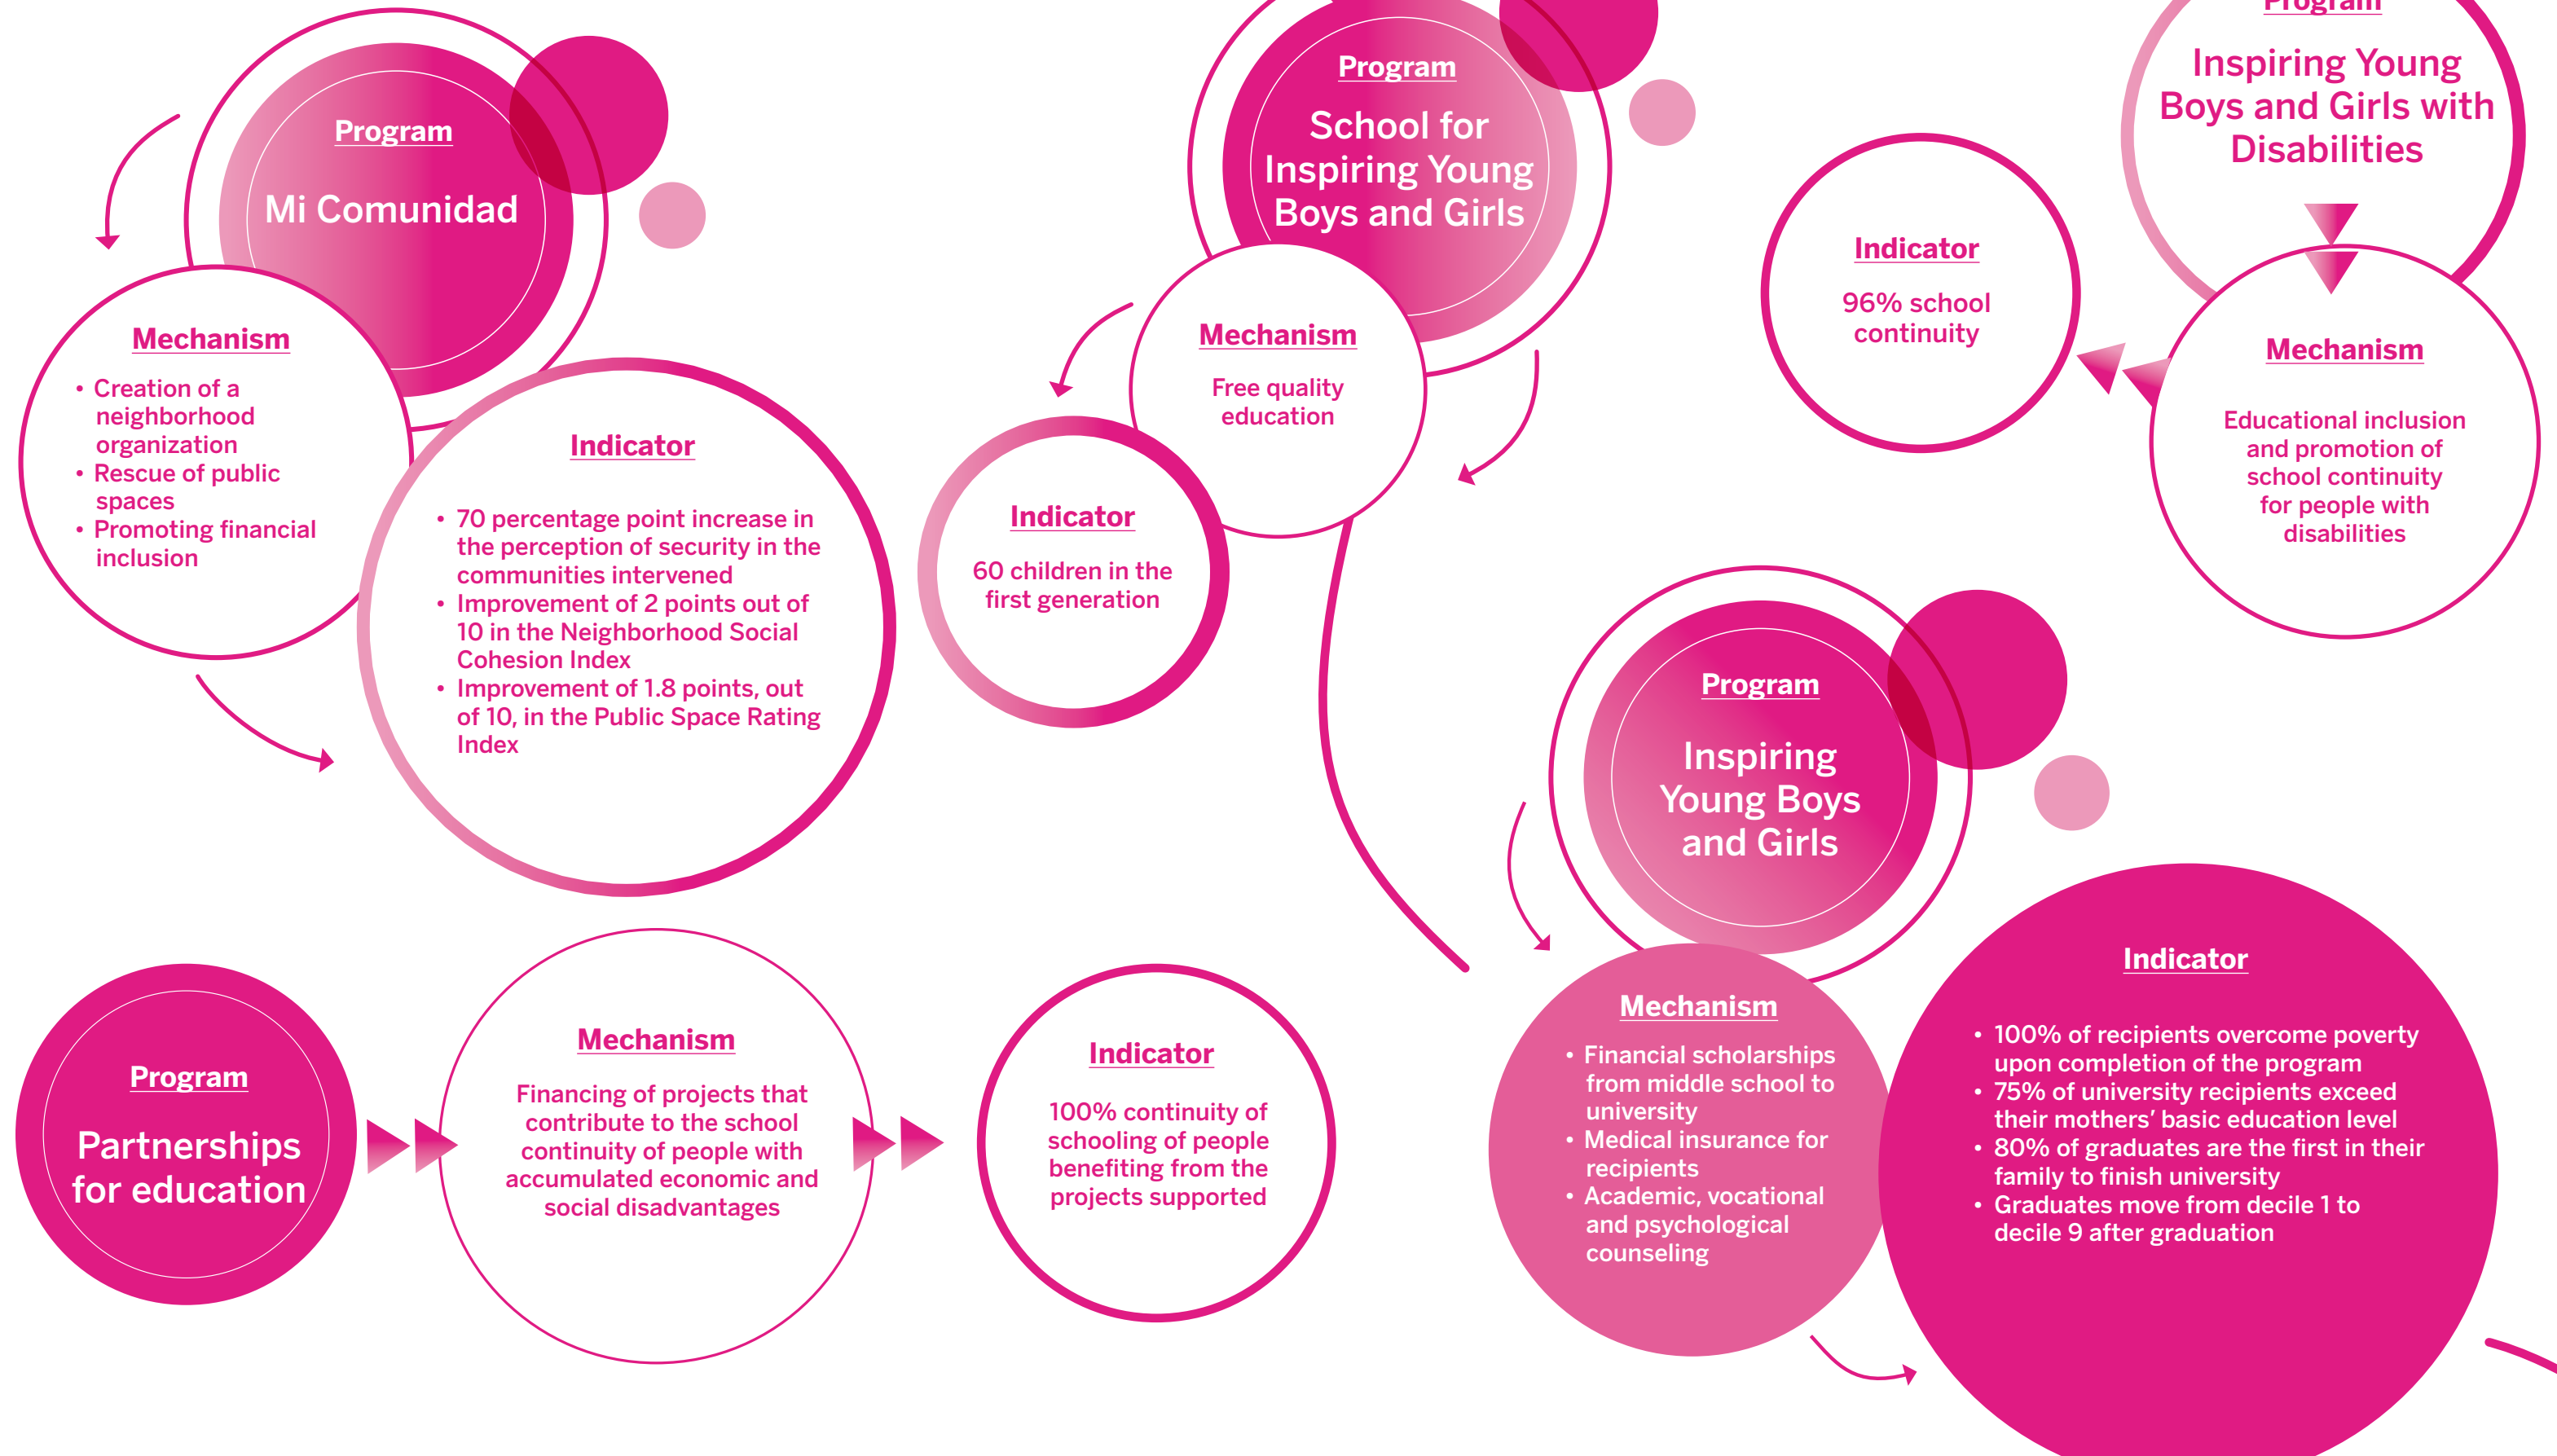 Program
Mi Comunidad
Mechanism
• Creation of a
neighborhood
organization
• Rescue of public
spaces
• Promoting financial
inclusion
Indicator
• 70 percentage point increase in
the perception of security in the
communities intervened
• Improvement of 2 points out of
10 in the Neighborhood Social
Cohesion Index
• Improvement of 1.8 points, out
of 10, in the Public Space Rating
Index
Program
School for
Inspiring Young
Boys and Girls
Mechanism
Free quality
education
Indicator
60 children in the
first generation
Program
Inspiring Young
Boys and Girls with
Disabilities
Mechanism
Educational inclusion
and promotion of
school continuity
for people with
disabilities
Indicator
96% school
continuity
Program
Inspiring
Young Boys
and Girls
Mechanism
• Financial scholarships
from middle school to
university
• Medical insurance for
recipients
• Academic, vocational
and psychological
counseling
Indicator
• 100% of recipients overcome poverty
upon completion of the program
• 75% of university recipients exceed
their mothers’ basic education level
• 80% of graduates are the first in their
family to finish university
• Graduates move from decile 1 to
decile 9 after graduation
Program
Partnerships
for education
Mechanism
Financing of projects that
contribute to the school
continuity of people with
accumulated economic and
social disadvantages
Indicator
100% continuity of
schooling of people
benefiting from the
projects supported